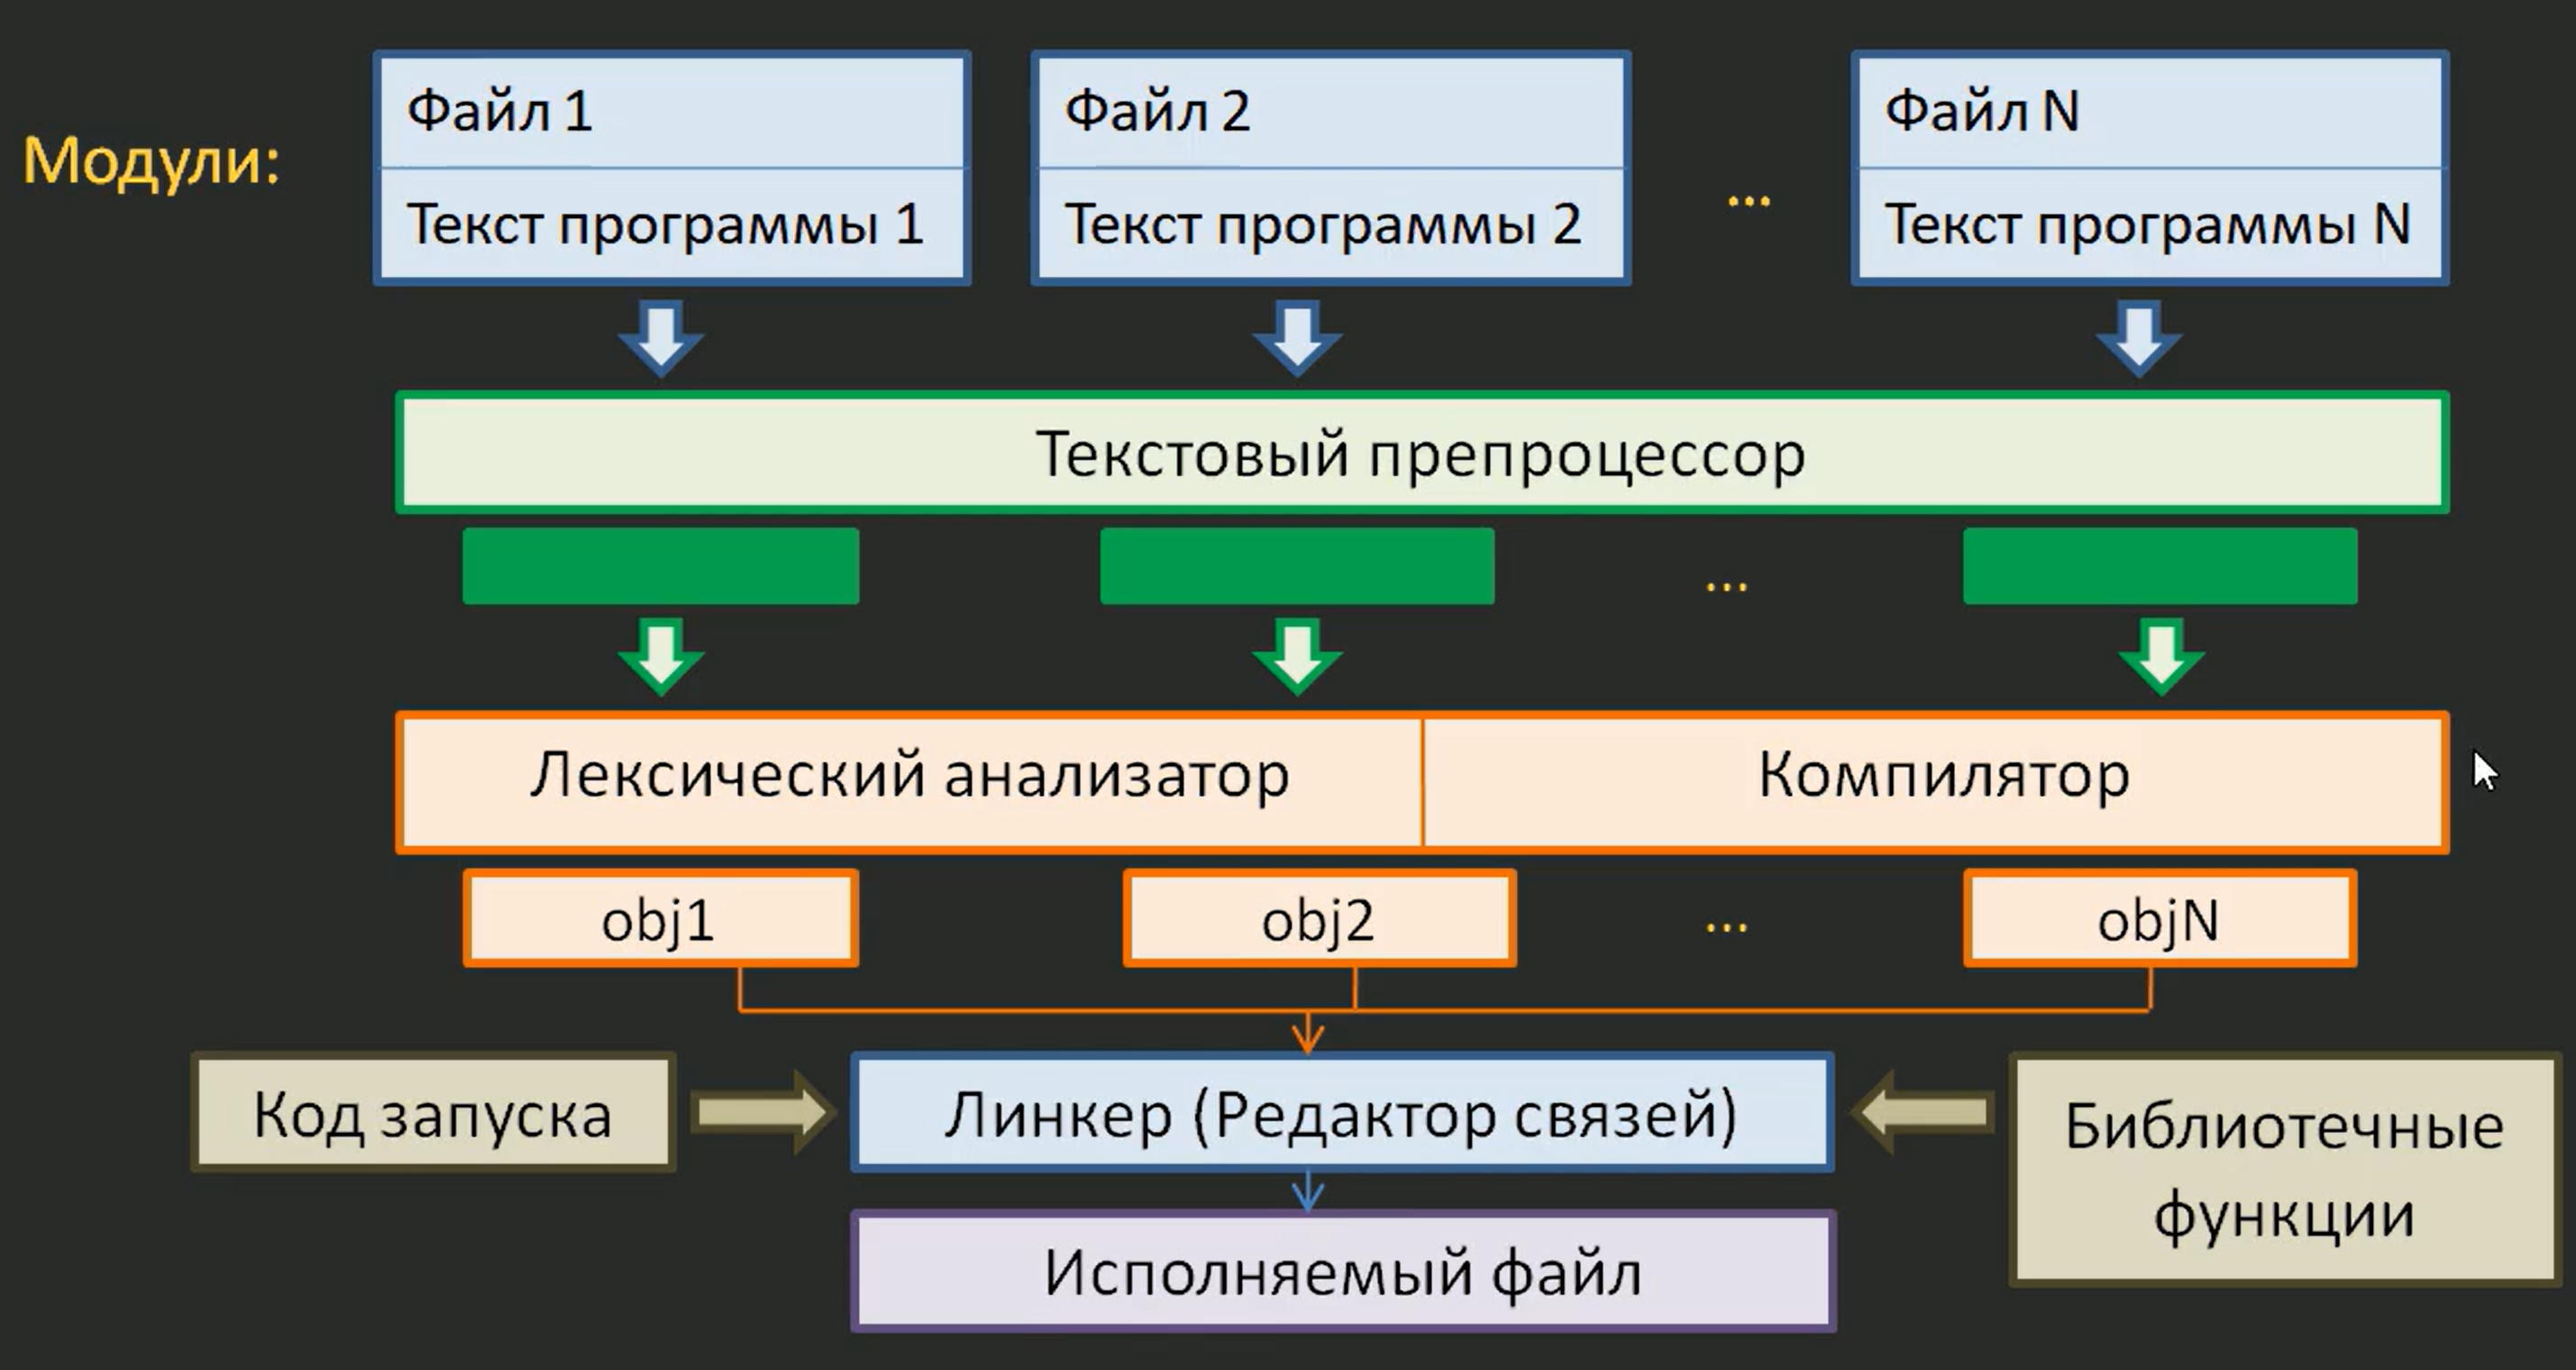 Модули:
Файл 1
Текст программы 1
Файл 2
Текст программы 2
...
Файл N
Текст программы N
Текстовый препроцессор
...
Лексический анализатор
Компилятор
obj1
obj2
...
objN
Код запуска
Линкер (Редактор связей)
Библиотечные
функции
Исполняемый файл